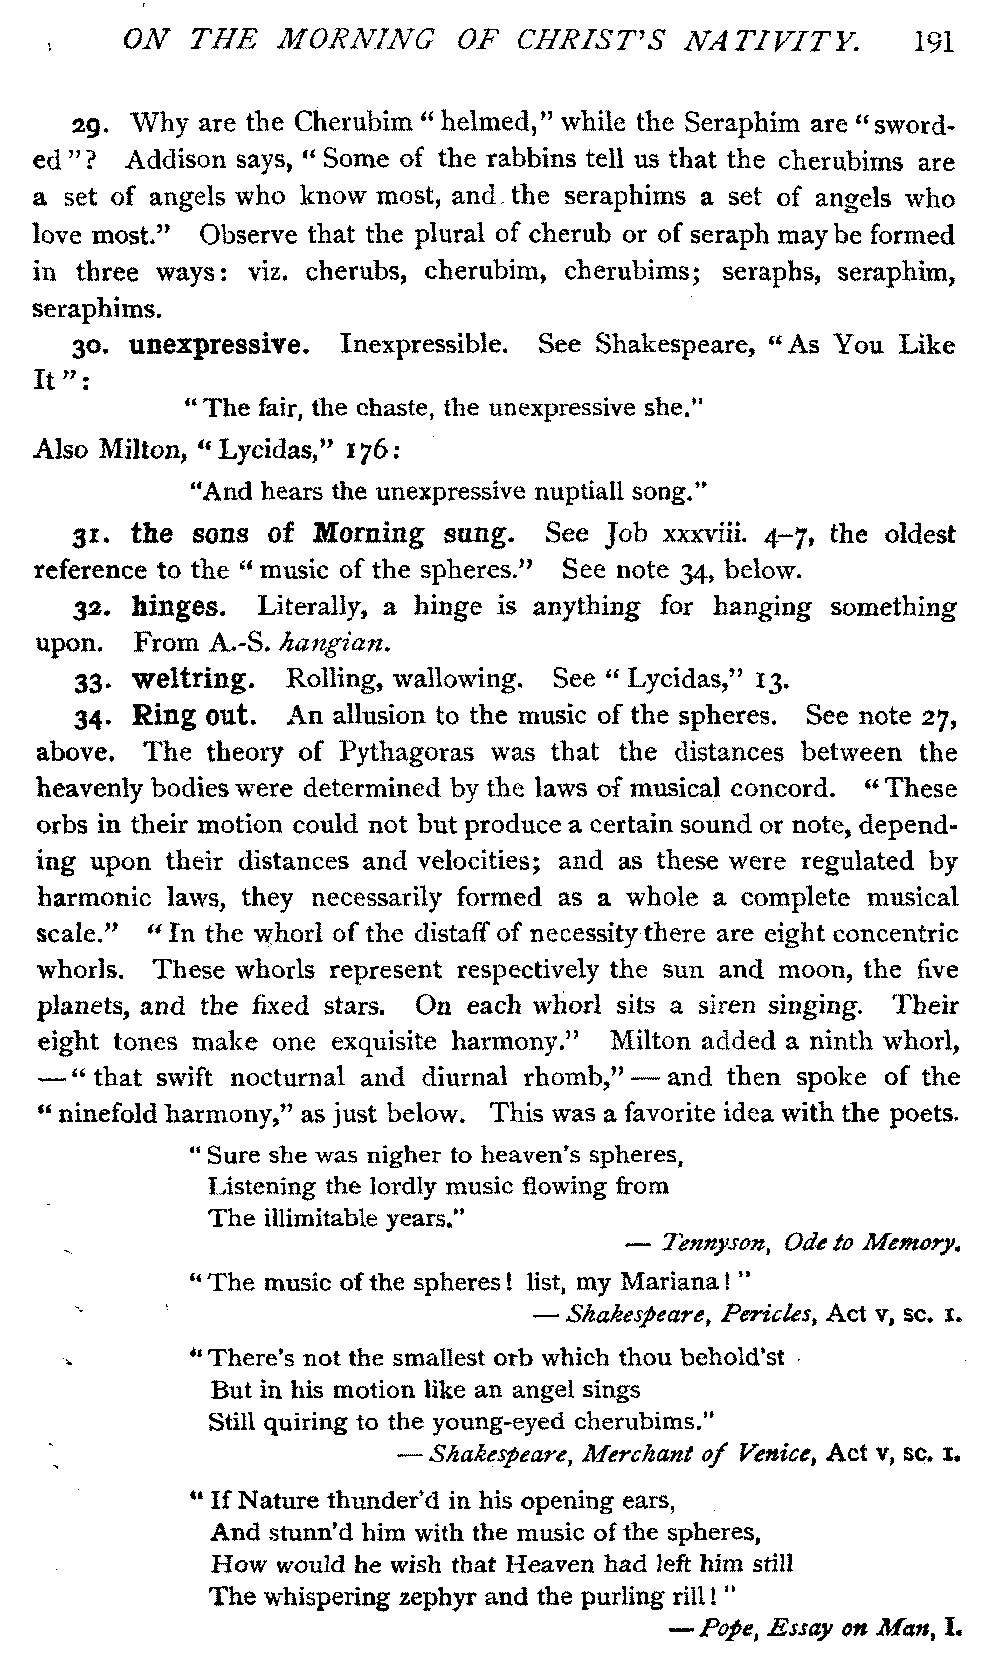 ON THE MORNING OF CHRIST'S NATIVITY. 191
29. Why are the Cherubim "helmed," while the Seraphim are "sword-
ed"? Addison says, "Some of the rabbins tell us that the cherubims are
a set of angels who know most, and the seraphims a set of angels who
love most." Observe that the plural of cherub or of seraph may be formed
in three ways: viz. cherubs, cherubim, cherubims; seraphs, seraphim,
seraphims.
30. unexpressive. Inexpressible. See Shakespeare, "As You Like
It":
"The fair, the chaste, the unexpressive she."
Also Milton, "Lycidas," 176:
"And hears the unexpressive nuptiall song."
31. the sons of Morning sung. See Job xxxviii. 4–7, the oldest
reference to the "music of the spheres." See note 34, below.
32. hinges. Literally, a hinge is anything for hanging something
upon. From A.-S. hangian.
33. weltring. Rolling, wallowing. See "Lycidas," 13.
34. Ring out. An allusion to the music of the spheres. See note 27,
above. The theory of Pythagoras was that the distances between the
heavenly bodies were determined by the laws of musical concord. "These
orbs in their motion could not but produce a certain sound or note, depend-
ing upon their distances and velocities; and as these were regulated by
harmonic laws, they necessarily formed as a whole a complete musical
scale." "In the whorl of the distaff of necessity there are eight concentric
whorls. These whorls represent respectively the sun and moon, the five
planets, and the fixed stars. On each whorl sits a siren singing. Their
eight tones make one exquisite harmony." Milton added a ninth whorl,
—"that swift nocturnal and diurnal rhomb,"—and then spoke of the
"ninefold harmony," as just below. This was a favorite idea with the poets.
"Sure she was nigher to heaven's spheres,
Listening the lordly music flowing from
The illimitable years."
— Tennyson, Ode to Memory.
"The music of the spheres! list, my Mariana!"
— Shakespeare, Pericles, Act v, sc. 1.
"There's not the smallest orb which thou behold'st
But in his motion like an angel sings
Still quiring to the young-eyed cherubims."
— Shakespeare, Merchant of Venice, Act v, sc. 1.
"If Nature thunder'd in his opening ears,
And stunn'd him with the music of the spheres,
How would he wish that Heaven had left him still
The whispering zephyr and the purling rill!"
— Pope, Essay on Man, I.